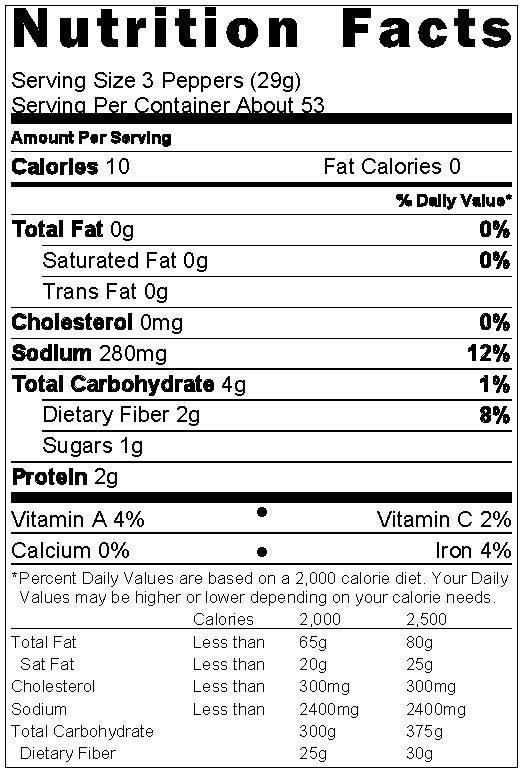 Nutrition Facts
Serving Size 3 Peppers (29g)
Serving Per Container About 53
Amount Per Serving
Calories 10 Fat Calories 0
% Daily Value*
Total Fat 0g 0%
Saturated Fat 0g 0%
Trans Fat 0g
Cholesterol 0mg 0%
Sodium 280mg 12%
Total Carbohydrate 4g 1%
Dietary Fiber 2g 8%
Sugars 1g
Protein 2g
Vitamin A 4% • Vitamin C 2%
Calcium 0% • Iron 4%
*Percent Daily Values are based on a 2,000 calorie diet. Your Daily
Values may be higher or lower depending on your calorie needs.
Calories 2,000 2,500
Total Fat Less than 65g 80g
Sat Fat Less than 20g 25g
Cholesterol Less than 300mg 300mg
Sodium Less than 2400mg 2400mg
Total Carbohydrate 300g 375g
Dietary Fiber 25g 30g